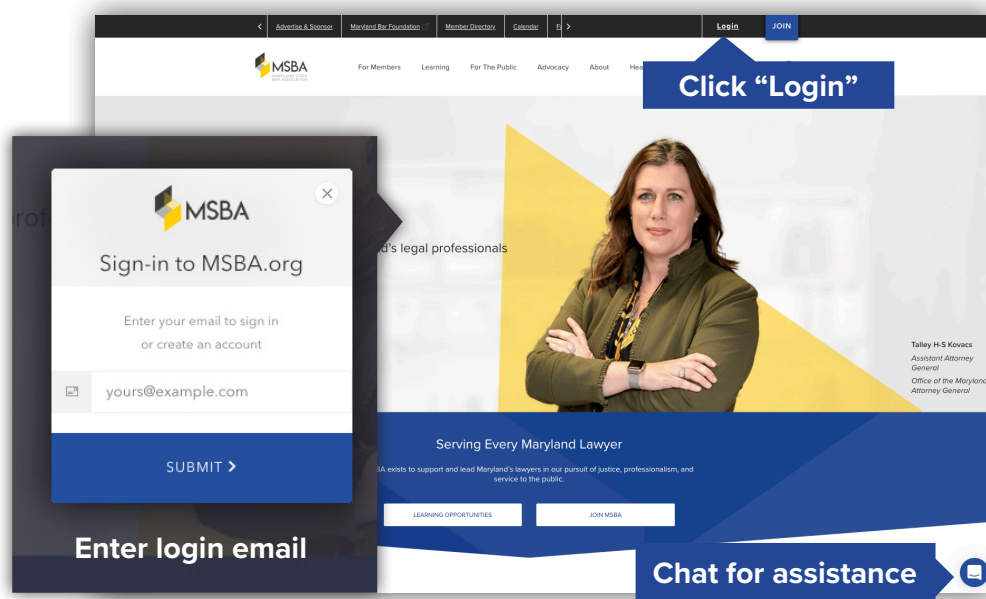 Advertise & Sponsor Maryland Bar Foundation Member Directory Calendar Login JOIN
MSBA
MARYLAND STATE
BAR ASSOCIATION
For Members Learning For The Public Advocacy About
Click “Login”
MSBA
Sign-in to MSBA.org
Enter your email to sign in
or create an account
yours@example.com
SUBMIT
Enter login email
legal professionals
Talley H-S Kovacs
Assistant Attorney
General
Office of the Maryland
Attorney General
Serving Every Maryland Lawyer
exists to support and lead Maryland's lawyers in our pursuit of justice, professionalism, and
service to the public.
LEARNING OPPORTUNITIES JOIN MSBA
Chat for assistance